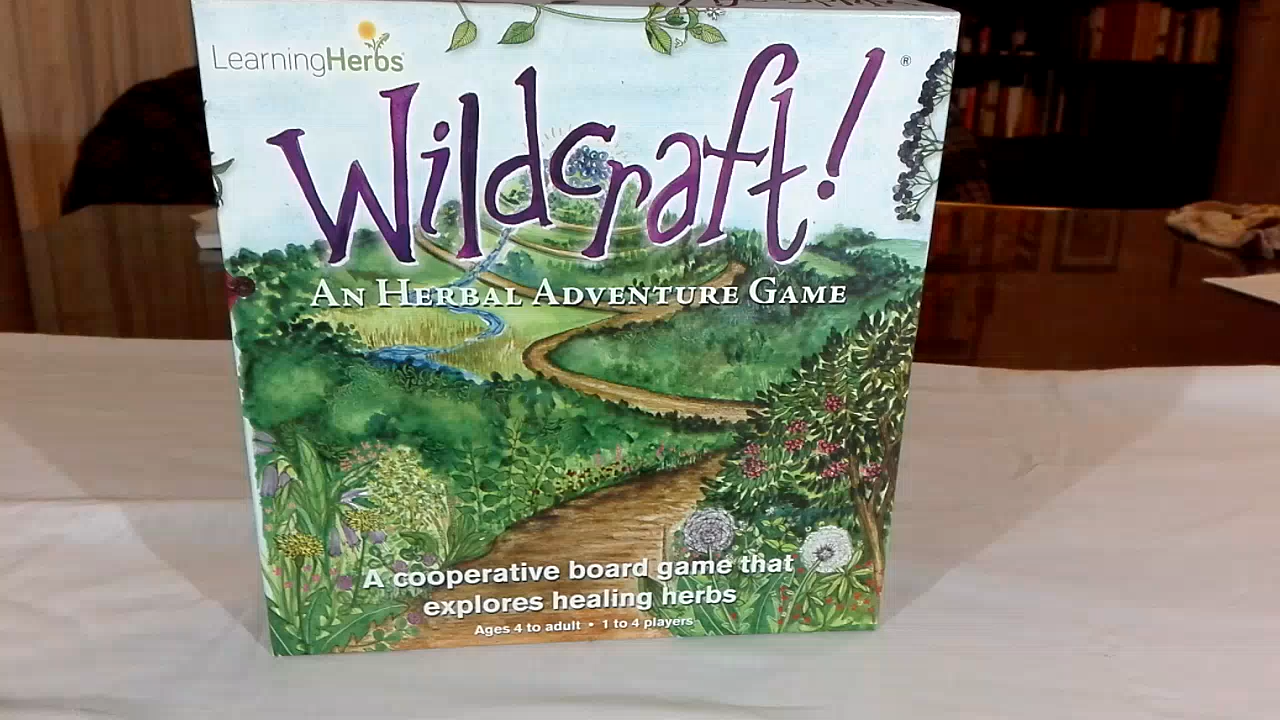 LearningHerbs
Wildcraft! ®
An Herbal Adventure Game
A cooperative board game that
explores healing herbs
Ages 4 to adult • 1 to 4 players